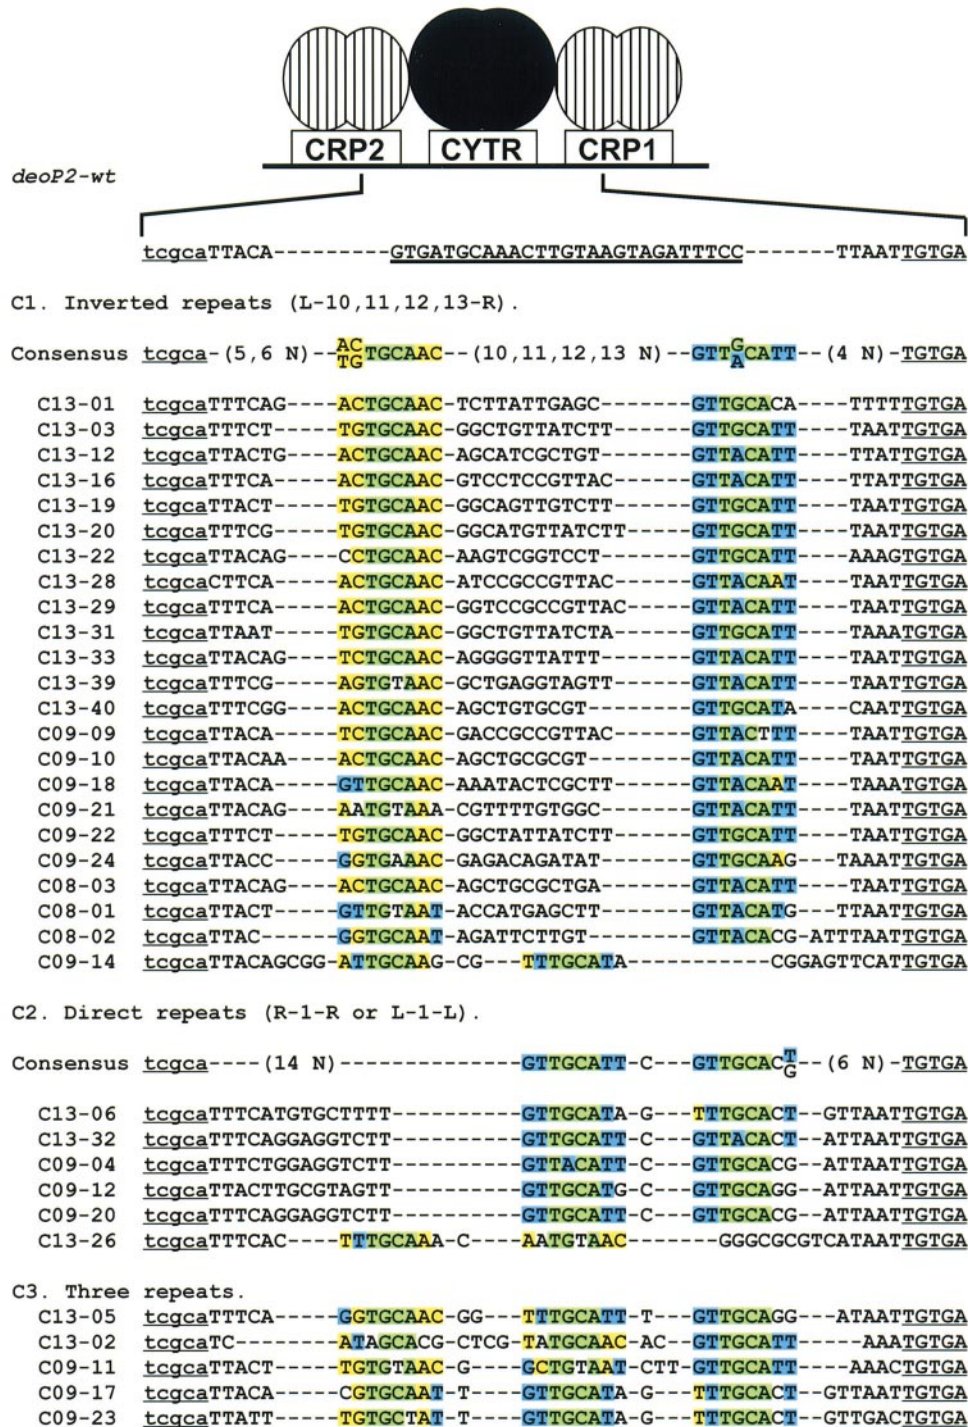 CRP2 CYTR CRP1
deoP2-wt
tcgcaTTACA---------GTGATGCAAACTTGTAAGTAGATTTCC-------TTAATTGTGA
C1. Inverted repeats (L-10,11,12,13-R).
AC G
Consensus tcgca-(5,6 N)--TGCAAC--(10,11,12,13 N)--GTTCATT--(4 N)-TGTGA
TG A
C13-01 tcgcaTTTCAG----ACTGCAAC-TCTTATTGAGC-------GTTGCACA---TTTTTGTGA
C13-03 tcgcaTTTCT-----TGTGCAAC-GGCTGTTATCTT------GTTGCATT---TAATTGTGA
C13-12 tcgcaTTACTG----ACTGCAAC-AGCATCGCTGT-------GTTACATT---TTATTGTGA
C13-16 tcgcaTTTCA-----ACTGCAAC-GTCCTCCGTTAC------GTTACATT---TTATTGTGA
C13-19 tcgcaTTACT-----TGTGCAAC-GGCAGTTGTCTT------GTTGCATT---TAATTGTGA
C13-20 tcgcaTTTCG-----TGTGCAAC-GGCATGTTATCTT-----GTTGCATT---TAATTGTGA
C13-22 tcgcaTTACAG----CCTGCAAC-AAGTCGGTCCT-------GTTGCATT---AAAGTGTGA
C13-28 tcgcaCTTCA-----ACTGCAAC-ATCCGCCGTTAC------GTTACAAT---TAATTGTGA
C13-29 tcgcaTTTCA-----ACTGCAAC-GGTCCGCCGTTAC-----GTTACATT---TAATTGTGA
C13-31 tcgcaTTAAT-----TGTGCAAC-GGCTGTTATCTA------GTTGCATT---TAAATGTGA
C13-33 tcgcaTTACAG----TCTGCAAC-AGGGGTTATTT-------GTTACATT---TAATTGTGA
C13-39 tcgcaTTTCG-----AGTGTAAC-GCTGAGGTAGTT------GTTACATT---TAATTGTGA
C13-40 tcgcaTTTCGG----ACTGCAAC-AGCTGTGCGT--------GTTGCATA---CAATTGTGA
C09-09 tcgcaTTACA-----TCTGCAAC-GACCGCCGTTAC------GTTACTTT---TAATTGTGA
C09-10 tcgcaTTACAA----ACTGCAAC-AGCTGCGCGT--------GTTACATT---TAATTGTGA
C09-18 tcgcaTTACA-----GTTGCAAC-AAATACTCGCTT------GTTACAAT---TAAATGTGA
C09-21 tcgcaTTACAG----AATGTAAA-CGTTTTGTGGC-------GTTACATT---TAATTGTGA
C09-22 tcgcaTTTCT-----TGTGCAAC-GGCTATTATCTT------GTTGCATT---TAATTGTGA
C09-24 tcgcaTTACC-----GGTGAAAC-GAGACAGATAT-------GTTGCAAG---TAAATTGTGA
C08-03 tcgcaTTACAG----ACTGCAAC-AGCTGCGCTGA-------GTTACATT---TAATTGTGA
C08-01 tcgcaTTACT-----GTTGTAAT-ACCATGAGCTT-------GTTACATG---TTAATTGTGA
C08-02 tcgcaTTAC------GGTGCAAT-AGATTCTTGT--------GTTACACG-ATTTAATTGTGA
C09-14 tcgcaTTACAGCGG-ATTGCAAG-CG---TTTGCATA-----------CGGAGTTCATTGTGA
C2. Direct repeats (R-1-R or L-1-L).
T
Consensus tcgca----(14 N)--------------GTTGCATT-C---GTTGCAC--(6 N)-TGTGA
G
C13-06 tcgcaTTTCATGTGCTTTT----------GTTGCATA-G---TTTGCACT--GTTAATTGTGA
C13-32 tcgcaTTTCAGGAGGTCTT----------GTTGCATT-C---GTTACACT--ATTAATTGTGA
C09-04 tcgcaTTTCTGGAGGTCTT----------GTTACATT-C---GTTGCACG--ATTAATTGTGA
C09-12 tcgcaTTACTTGCGTAGTT----------GTTGCATG-C---GTTGCAGG--ATTAATTGTGA
C09-20 tcgcaTTTCAGGAGGTCTT----------GTTGCATT-C---GTTGCACG--ATTAATTGTGA
C13-26 tcgcaTTTCAC----TTTGCAAA-C----AATGTAAC-------GGGCGCGTCATAATTGTGA
C3. Three repeats.
C13-05 tcgcaTTTCA-----GGTGCAAC-GG---TTTGCATT-T---GTTGCAGG---ATAATTGTGA
C13-02 tcgcaTC--------ATAGCACG-CTCG-TATGCAAC-AC--GTTGCATT-----AAATGTGA
C09-11 tcgcaTTACT-----TGTGTAAC-G----GCTGTAAT-CTT-GTTGCATT----AAACTGTGA
C09-17 tcgcaTTACA-----CGTGCAAT-T----GTTGCATA-G---TTTGCACT--GTTAATTGTGA
C09-23 tcgcaTTATT-----TGTGCTAT-T----GTTGCATA-G---TTTGCACT--GTTGACTGTGA